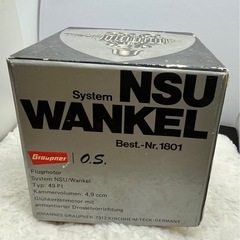 System NSU
WANKEL
Best.-Nr. 1801
Graupner O.S.
Flugmotor
System NSU/Wankel
Typ: 49 PI
Kammervolumen: 4,9 ccm
Glühkerzenmotor mit
anmontierter Drosselvorrichtung
JOHANNES GRAUPNER 7312 KIRCHHEIM-TECK · GERMANY